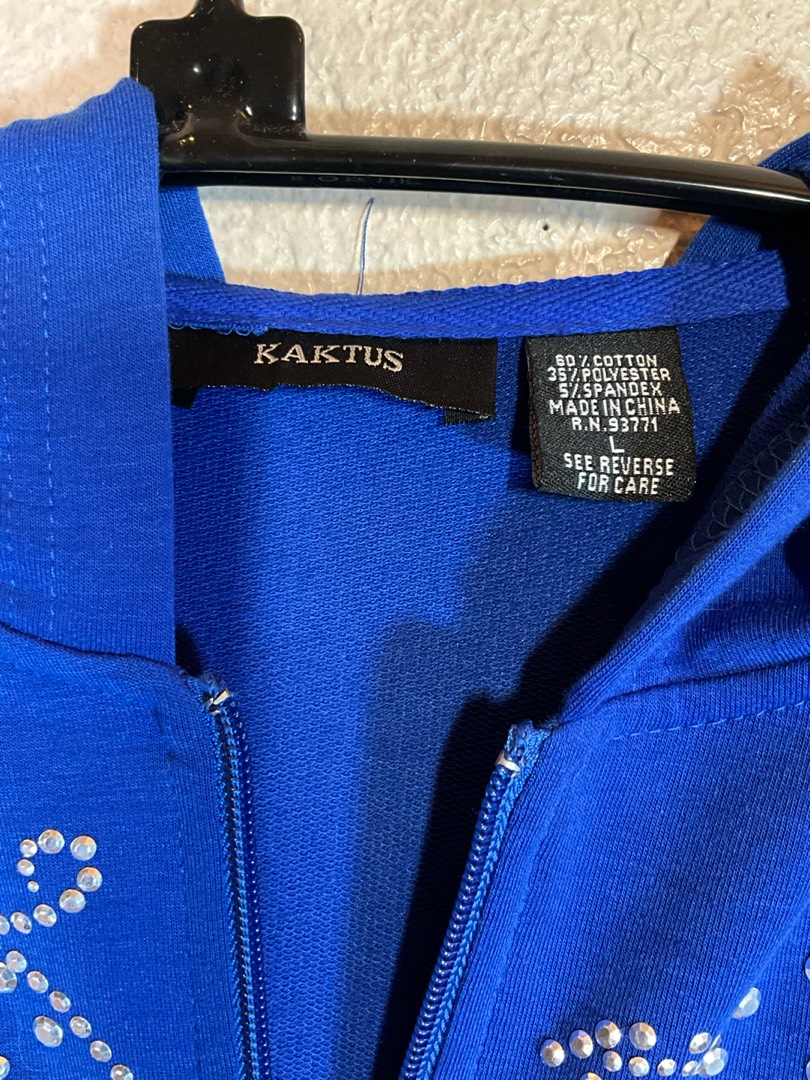 KAKTUS
60% COTTON
35% POLYESTER
5% SPANDEX
MADE IN CHINA
R.N. 93771
L
SEE REVERSE
FOR CARE